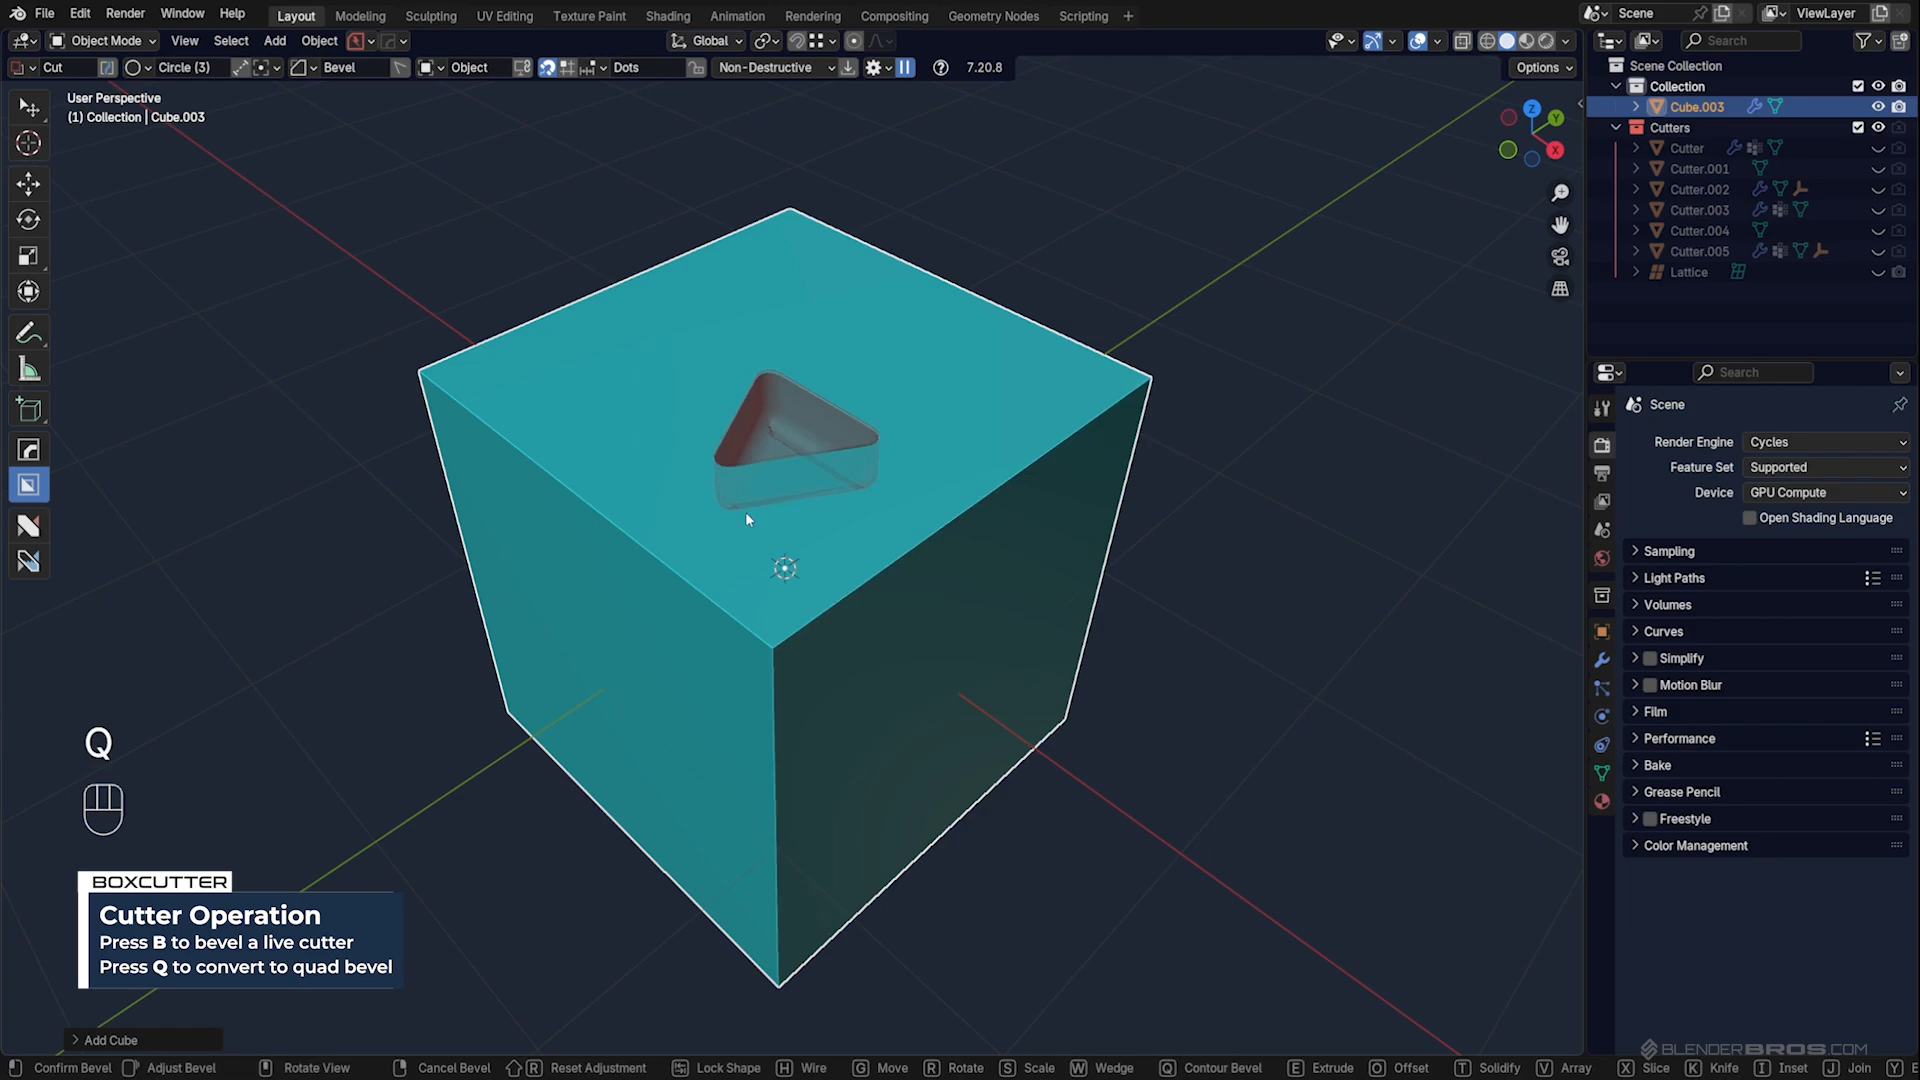 File Edit Render Window Help Layout Modeling Sculpting UV Editing Texture Paint Shading Animation Rendering Compositing Geometry Nodes Scripting + Scene ViewLayer
Object Mode View Select Add Object Global Search
Cut Circle (3) Bevel Object Dots Non-Destructive 7.20.8 Options
User Perspective
(1) Collection | Cube.003
Z
Y
X
Scene Collection
Collection
Cube.003
Cutters
Cutter
Cutter.001
Cutter.002
Cutter.003
Cutter.004
Cutter.005
Lattice
Search
Scene
Render Engine Cycles
Feature Set Supported
Device GPU Compute
Open Shading Language
Sampling
Light Paths
Volumes
Curves
Simplify
Motion Blur
Film
Performance
Bake
Grease Pencil
Freestyle
Color Management
Q
BOXCUTTER
Cutter Operation
Press B to bevel a live cutter
Press Q to convert to quad bevel
Add Cube
BLENDERBROS.COM
Confirm Bevel Adjust Bevel Rotate View Cancel Bevel R Reset Adjustment Lock Shape H Wire G Move R Rotate S Scale W Wedge Q Contour Bevel E Extrude O Offset T Solidify V Array X Slice K Knife I Inset J Join Y